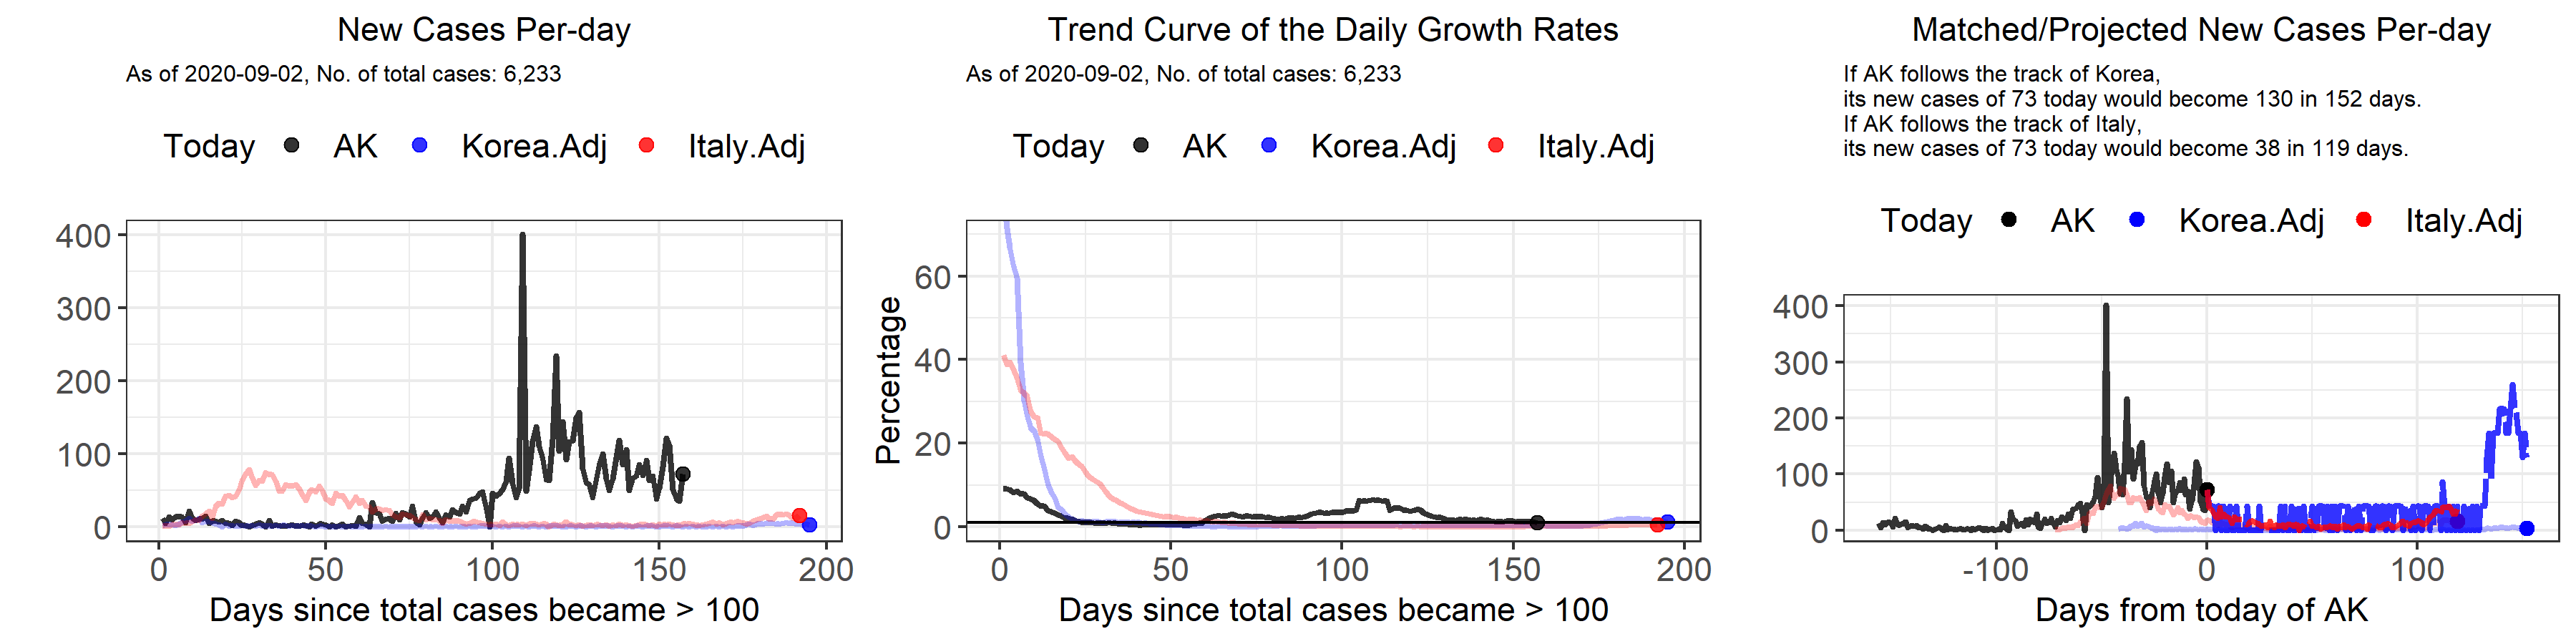 New Cases Per-day
As of 2020-09-02, No. of total cases: 6,233
Today AK Korea.Adj Italy.Adj
400
300
200
100
0
0 50 100 150 200
Days since total cases became > 100
Trend Curve of the Daily Growth Rates
As of 2020-09-02, No. of total cases: 6,233
Today AK Korea.Adj Italy.Adj
Percentage
60
40
20
0
0 50 100 150 200
Days since total cases became > 100
Matched/Projected New Cases Per-day
If AK follows the track of Korea,
its new cases of 73 today would become 130 in 152 days.
If AK follows the track of Italy,
its new cases of 73 today would become 38 in 119 days.
Today AK Korea.Adj Italy.Adj
400
300
200
100
0
-100 0 100
Days from today of AK